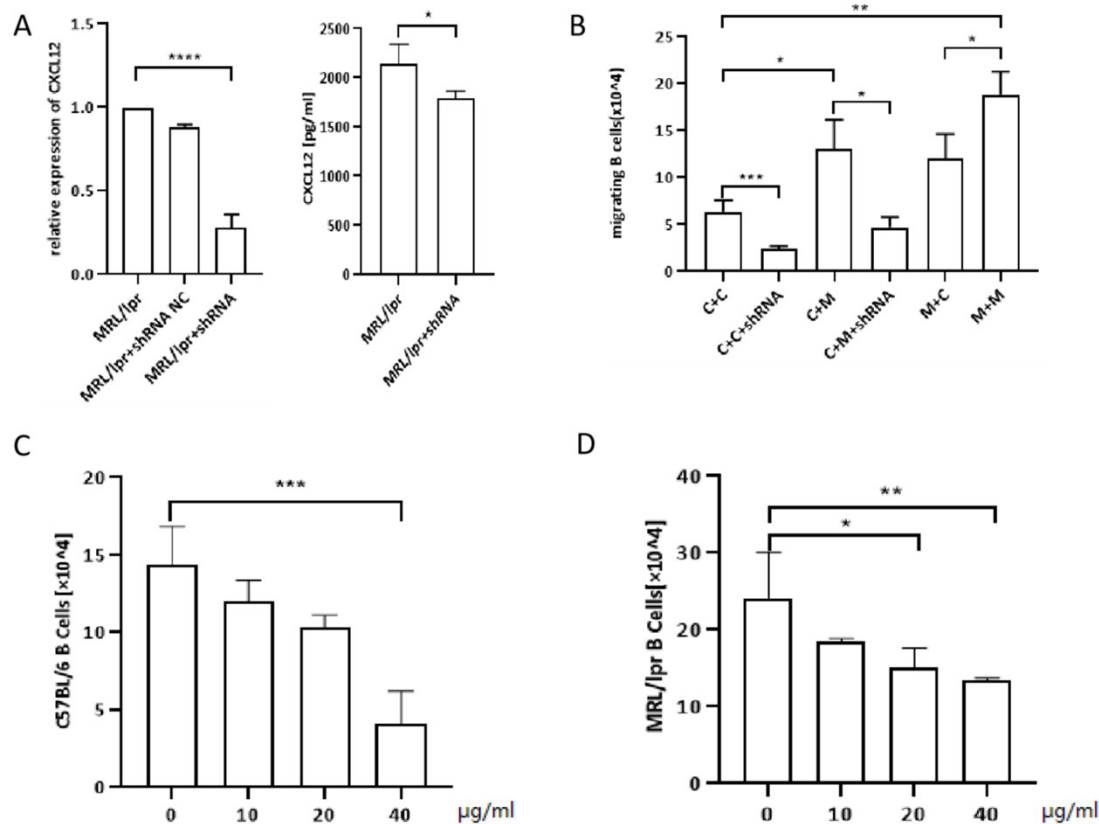 A
relative expression of CXCL12
1.5
1.0
0.5
0.0
****
MRL/lpr
MRL/lpr+shRNA NC
MRL/lpr+shRNA
CXCL12 [pg/ml]
2500
2000
1500
1000
500
0
*
MRL/lpr
MRL/lpr+shRNA
B
migrating B cells(x10^4)
25
20
15
10
5
0
**
*
*
*
***
C+C
C+C+shRNA
C+M
C+M+shRNA
M+C
M+M
C
C57BL/6 B Cells [×10^4]
20
15
10
5
0
***
0 10 20 40 μg/ml
D
MRL/lpr B Cells[×10^4]
40
30
20
10
0
**
*
0 10 20 40 μg/ml